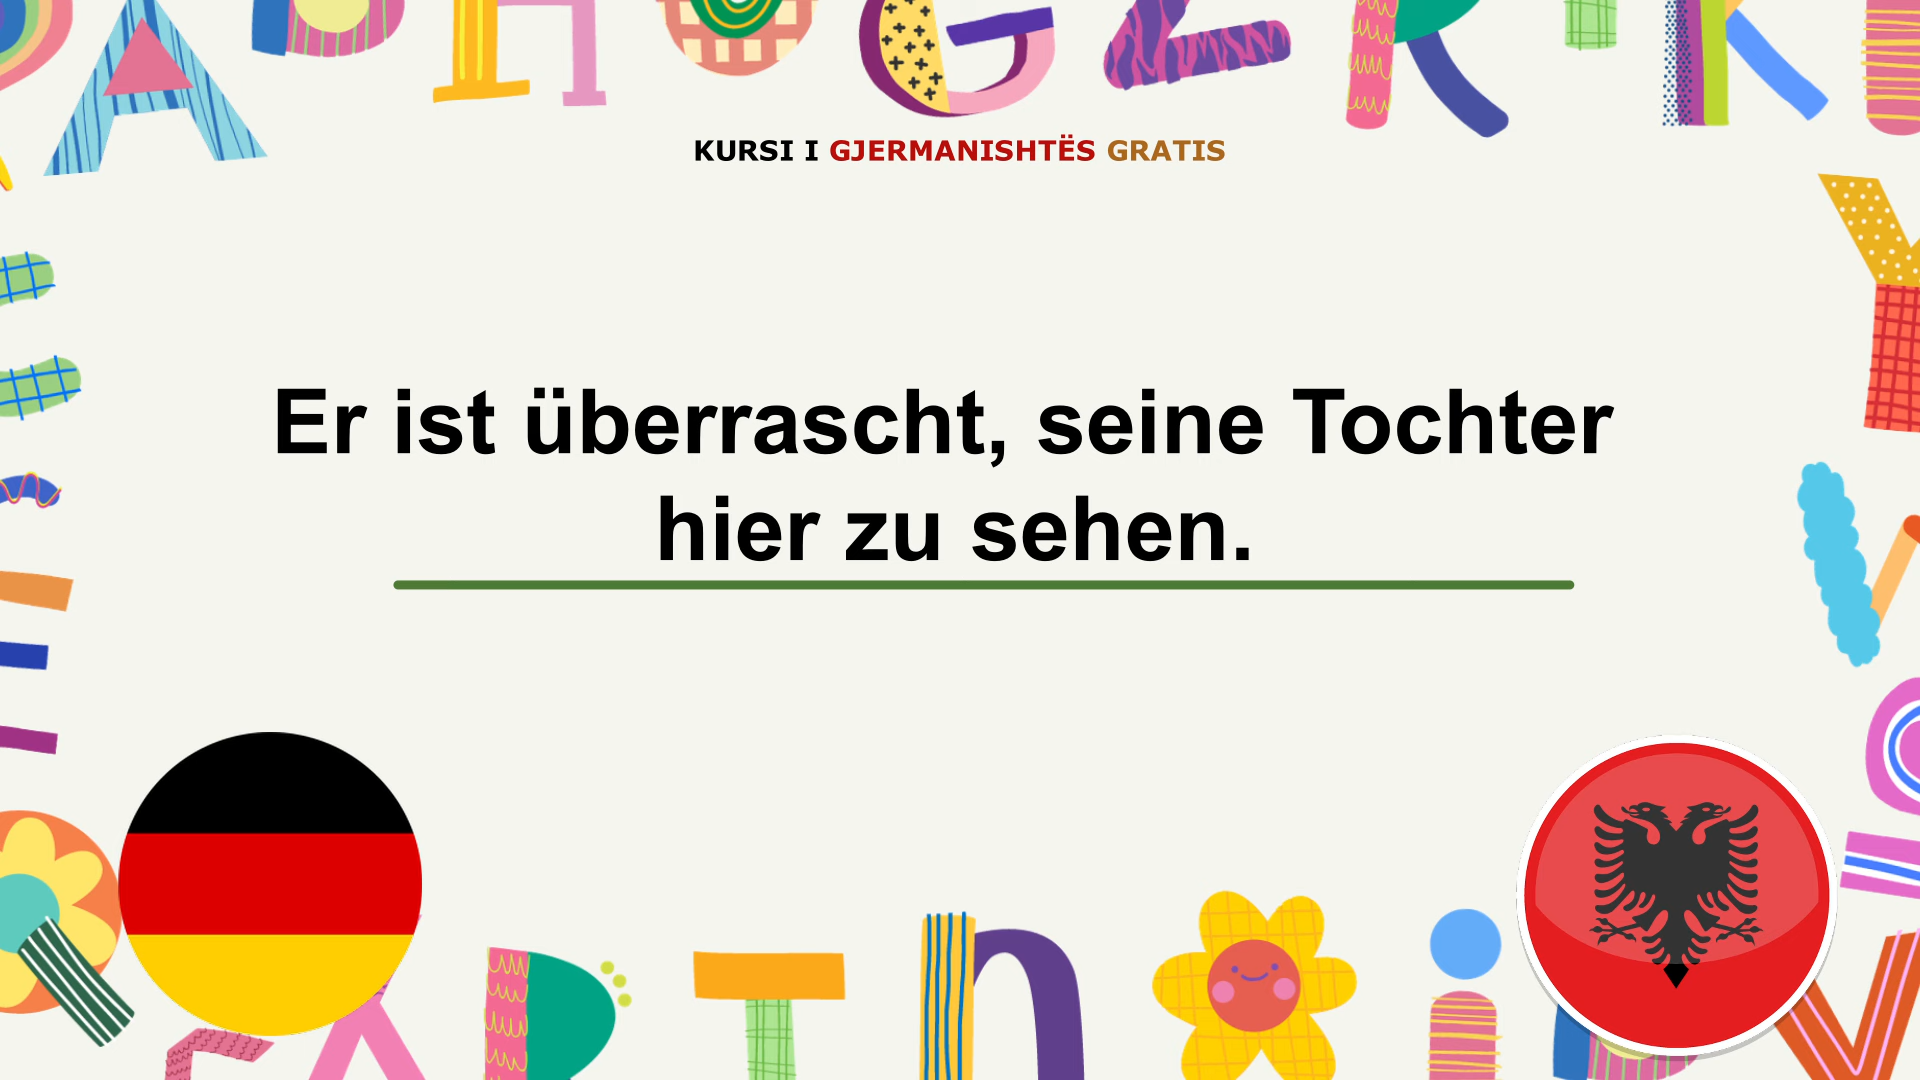 KURSI I GJERMANISHTËS GRATIS
Er ist überrascht, seine Tochter
hier zu sehen.